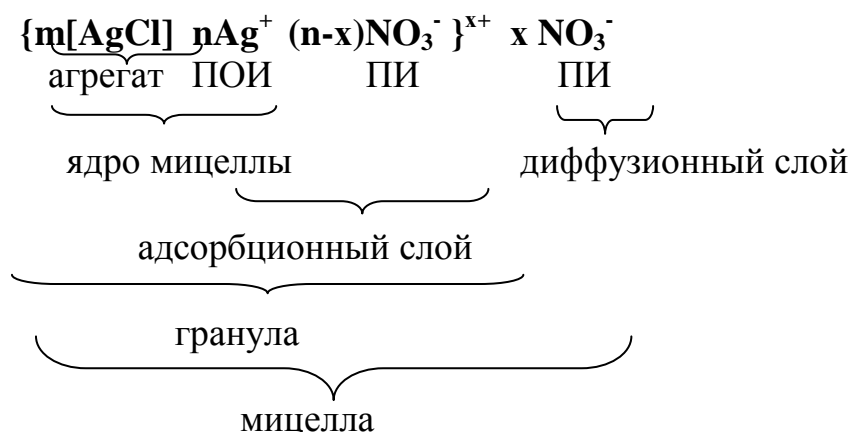 {m[AgCl] nAg⁺ (n-x)NO₃⁻ }ˣ⁺ x NO₃⁻
агрегат ПОИ ПИ ПИ
ядро мицеллы диффузионный слой
адсорбционный слой
гранула
мицелла